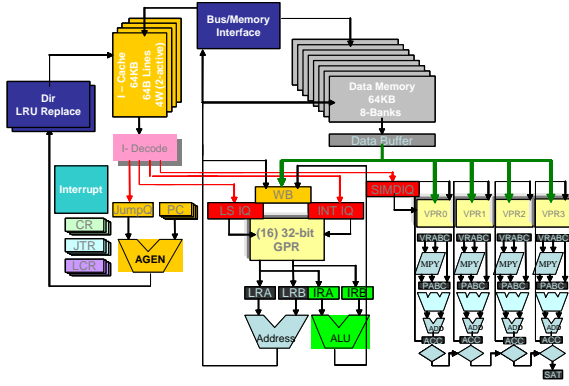 Bus/Memory
Interface
I – Cache
64KB
64B Lines
4W (2-active)
Dir
LRU Replace
Data Memory
64KB
8-Banks
Data Buffer
I- Decode
Interrupt
WB
SIMDIQ
JumpQ
PC
LS IQ
INT IQ
VPR0
VPR1
VPR2
VPR3
CR
JTR
LCR
AGEN
(16) 32-bit
GPR
VRABC
VRABC
VRABC
VRABC
MPY
MPY
MPY
MPY
LRA
LRB
IRA
IRB
PABC
PABC
PABC
PABC
Address
ALU
ADD
ADD
ADD
ADD
ACC
ACC
ACC
ACC
SAT